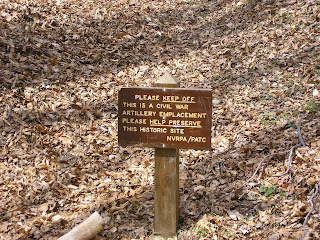 PLEASE KEEP OFF
THIS IS A CIVIL WAR
ARTILLERY EMPLACEMENT
PLEASE HELP PRESERVE
THIS HISTORIC SITE
NVRPA/PATC